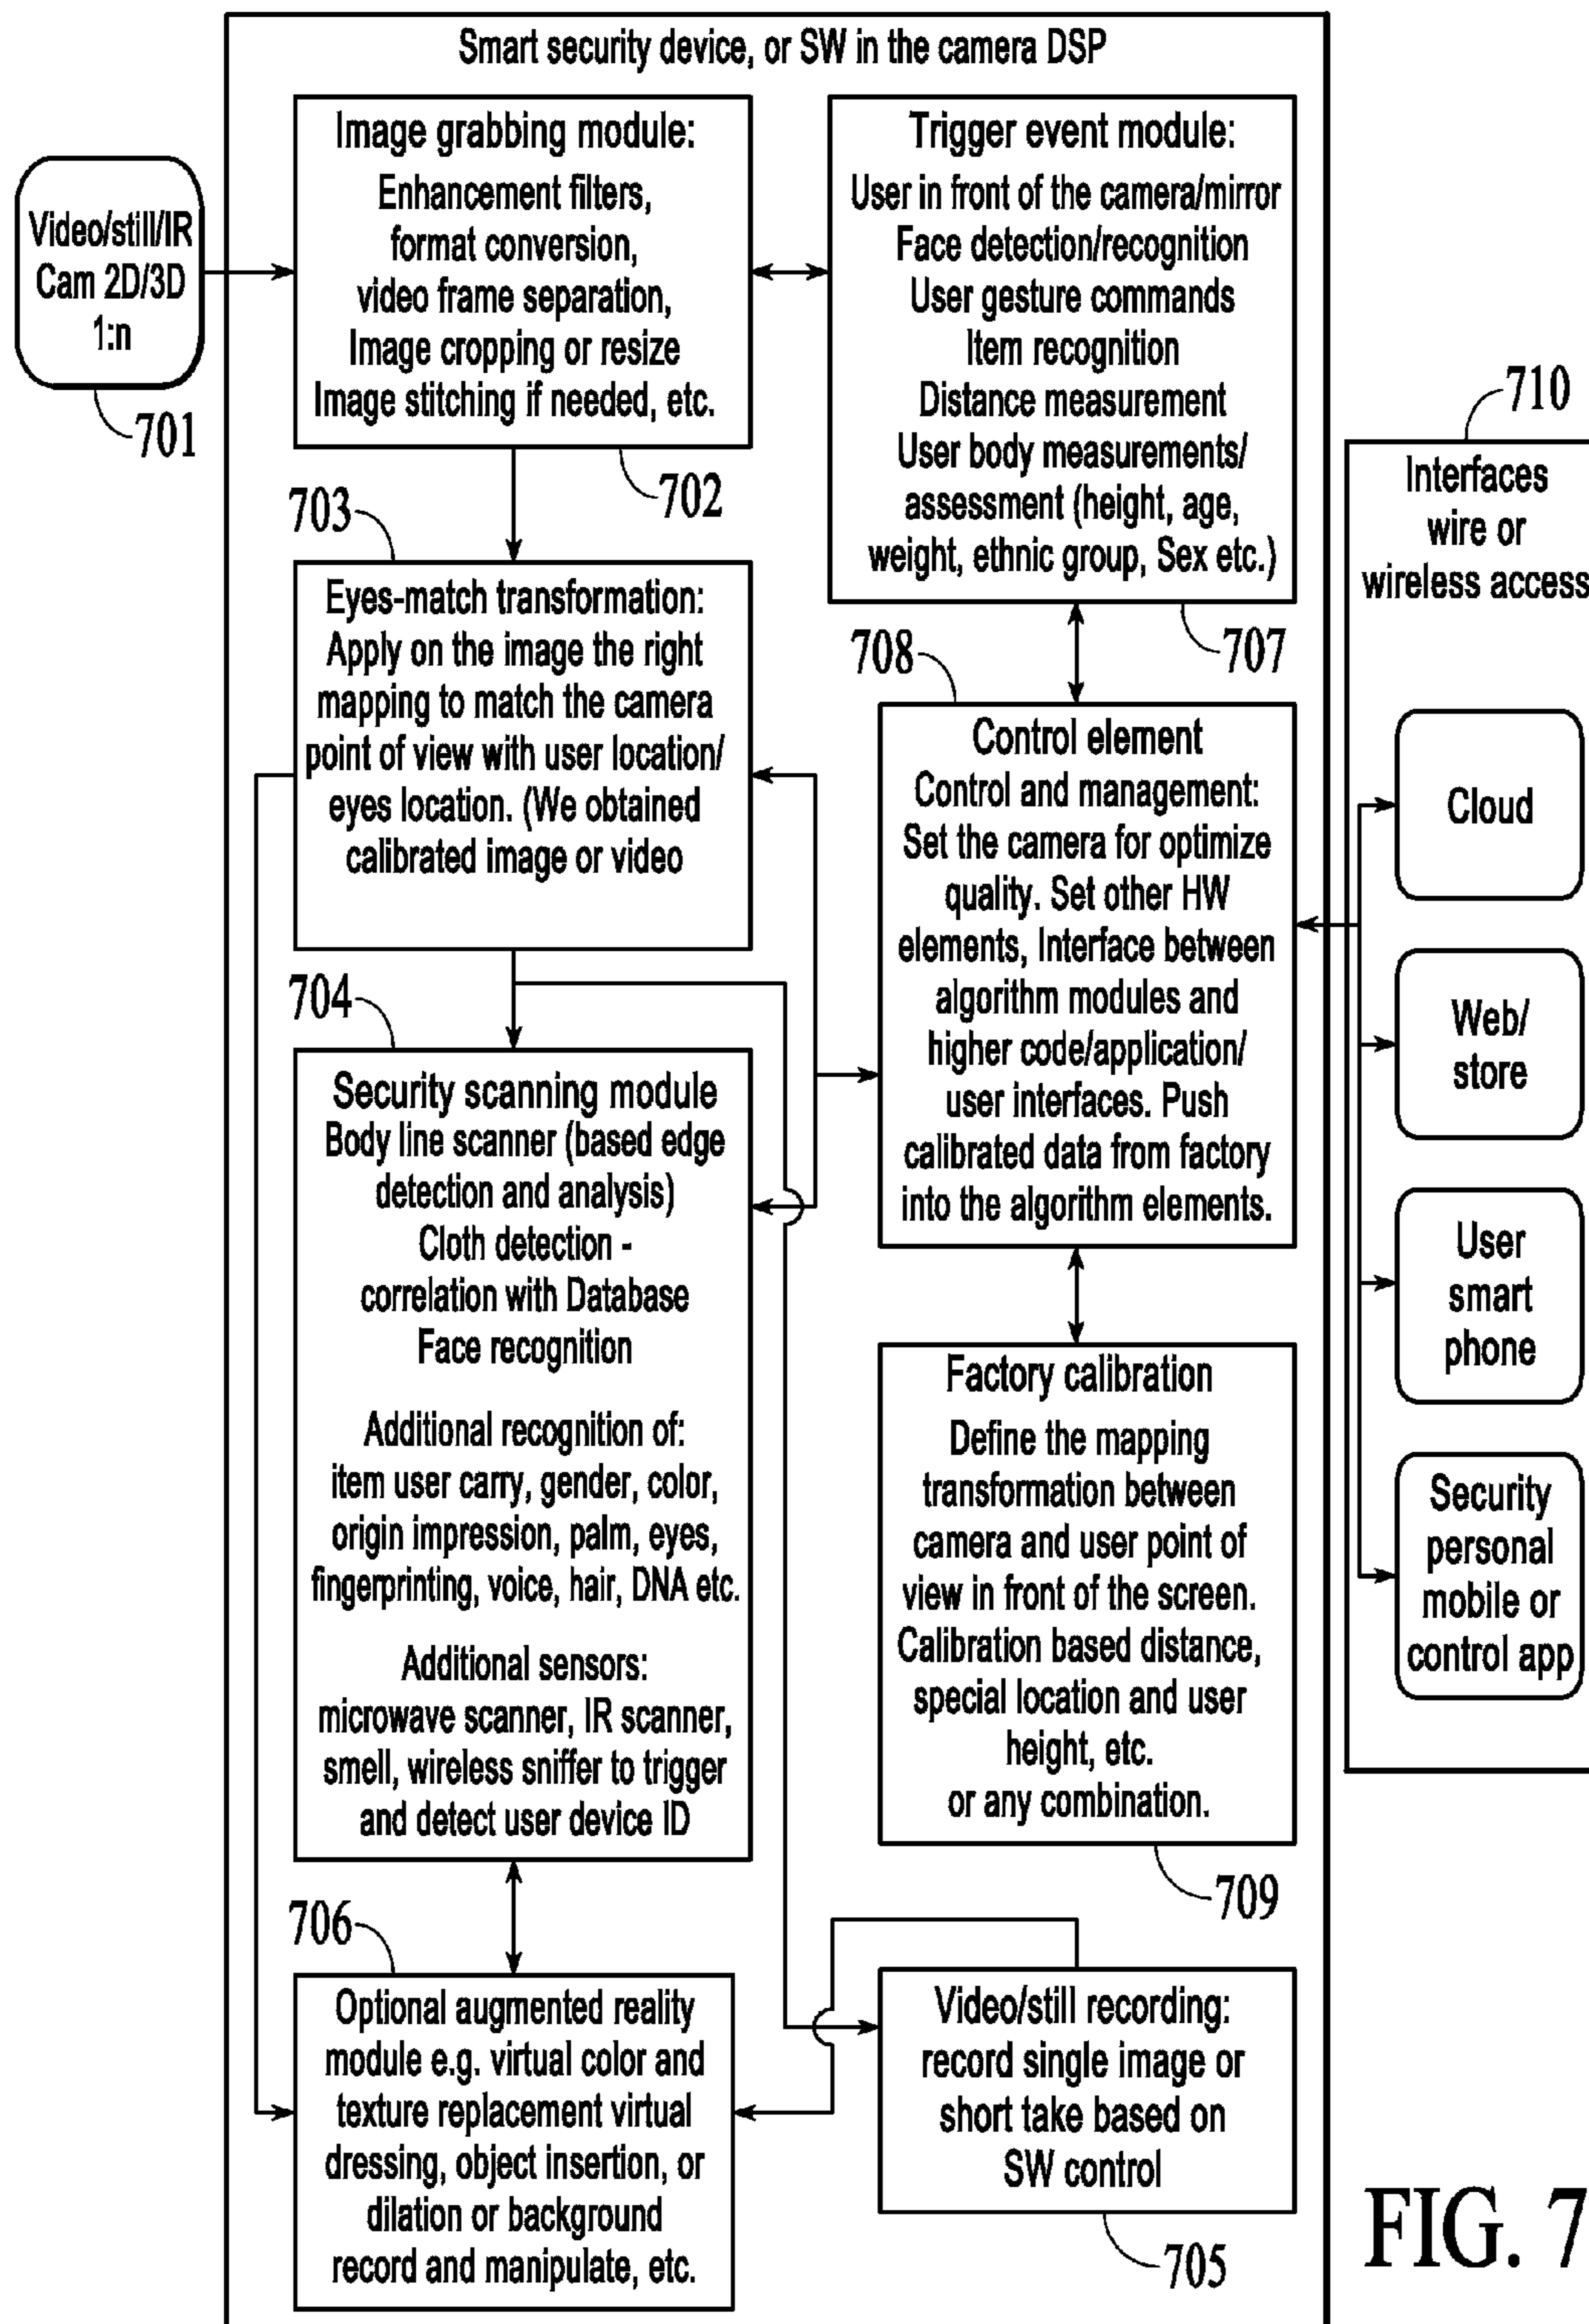 Smart security device, or SW in the camera DSP
Video/still/IR
Cam 2D/3D
1:n
701
Image grabbing module:
Enhancement filters,
format conversion,
video frame separation,
Image cropping or resize
Image stitching if needed, etc.
702
Trigger event module:
User in front of the camera/mirror
Face detection/recognition
User gesture commands
Item recognition
Distance measurement
User body measurements/
assessment (height, age,
weight, ethnic group, Sex etc.)
707
703
Eyes-match transformation:
Apply on the image the right
mapping to match the camera
point of view with user location/
eyes location. (We obtained
calibrated image or video
708
Control element
Control and management:
Set the camera for optimize
quality. Set other HW
elements, Interface between
algorithm modules and
higher code/application/
user interfaces. Push
calibrated data from factory
into the algorithm elements.
704
Security scanning module
Body line scanner (based edge
detection and analysis)
Cloth detection -
correlation with Database
Face recognition
Additional recognition of:
item user carry, gender, color,
origin impression, palm, eyes,
fingerprinting, voice, hair, DNA etc.
Additional sensors:
microwave scanner, IR scanner,
smell, wireless sniffer to trigger
and detect user device ID
Factory calibration
Define the mapping
transformation between
camera and user point of
view in front of the screen.
Calibration based distance,
special location and user
height, etc.
or any combination.
709
706
Optional augmented reality
module e.g. virtual color and
texture replacement virtual
dressing, object insertion, or
dilation or background
record and manipulate, etc.
Video/still recording:
record single image or
short take based on
SW control
705
710
Interfaces
wire or
wireless access
Cloud
Web/
store
User
smart
phone
Security
personal
mobile or
control app
FIG. 7